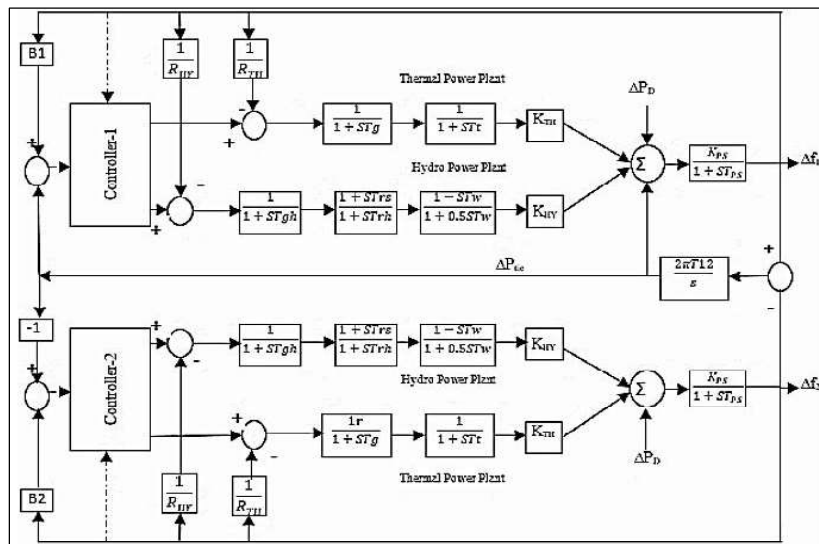 B1
1
R_HY
1
R_TH
Thermal Power Plant
ΔP_D
Controller-1
+
-
+
1
1 + STg
1
1 + STt
K_TH
Σ
K_PS
1 + ST_PS
Hydro Power Plant
-
+
1
1 + STgh
1 + STrs
1 + STrh
1 - STw
1 + 0.5STw
K_HY
ΔP_tie
2πT12
s
+
-
-1
+
Controller-2
+
-
1
1 + STgh
1 + STrs
1 + STrh
1 - STw
1 + 0.5STw
K_HY
Hydro Power Plant
Σ
K_PS
1 + ST_PS
+
-
1r
1 + STg
1
1 + STt
K_TH
ΔP_D
Thermal Power Plant
B2
1
R_HY
1
R_TH